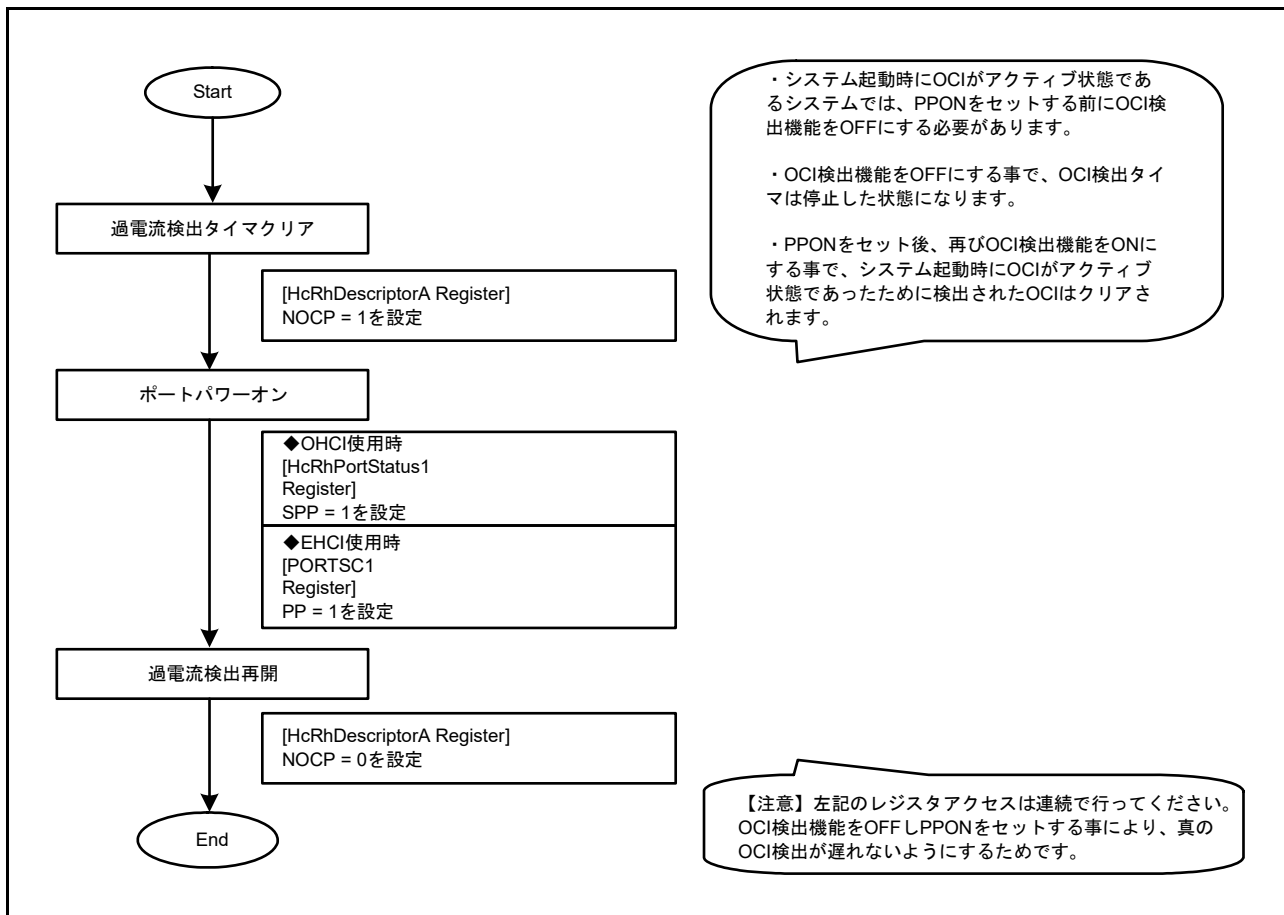 Start
過電流検出タイマクリア
[HcRhDescriptorA Register]
NOCP = 1を設定
ポートパワーオン
◆OHCI使用時
[HcRhPortStatus1
Register]
SPP = 1を設定
◆EHCI使用時
[PORTSC1
Register]
PP = 1を設定
過電流検出再開
[HcRhDescriptorA Register]
NOCP = 0を設定
End
・システム起動時にOCIがアクティブ状態であ
るシステムでは、PPONをセットする前にOCI検
出機能をOFFにする必要があります。
・OCI検出機能をOFFにする事で、OCI検出タイ
マは停止した状態になります。
・PPONをセット後、再びOCI検出機能をONに
する事で、システム起動時にOCIがアクティブ
状態であったために検出されたOCIはクリアさ
れます。
【注意】左記のレジスタアクセスは連続で行ってください。
OCI検出機能をOFFしPPONをセットする事により、真の
OCI検出が遅れないようにするためです。